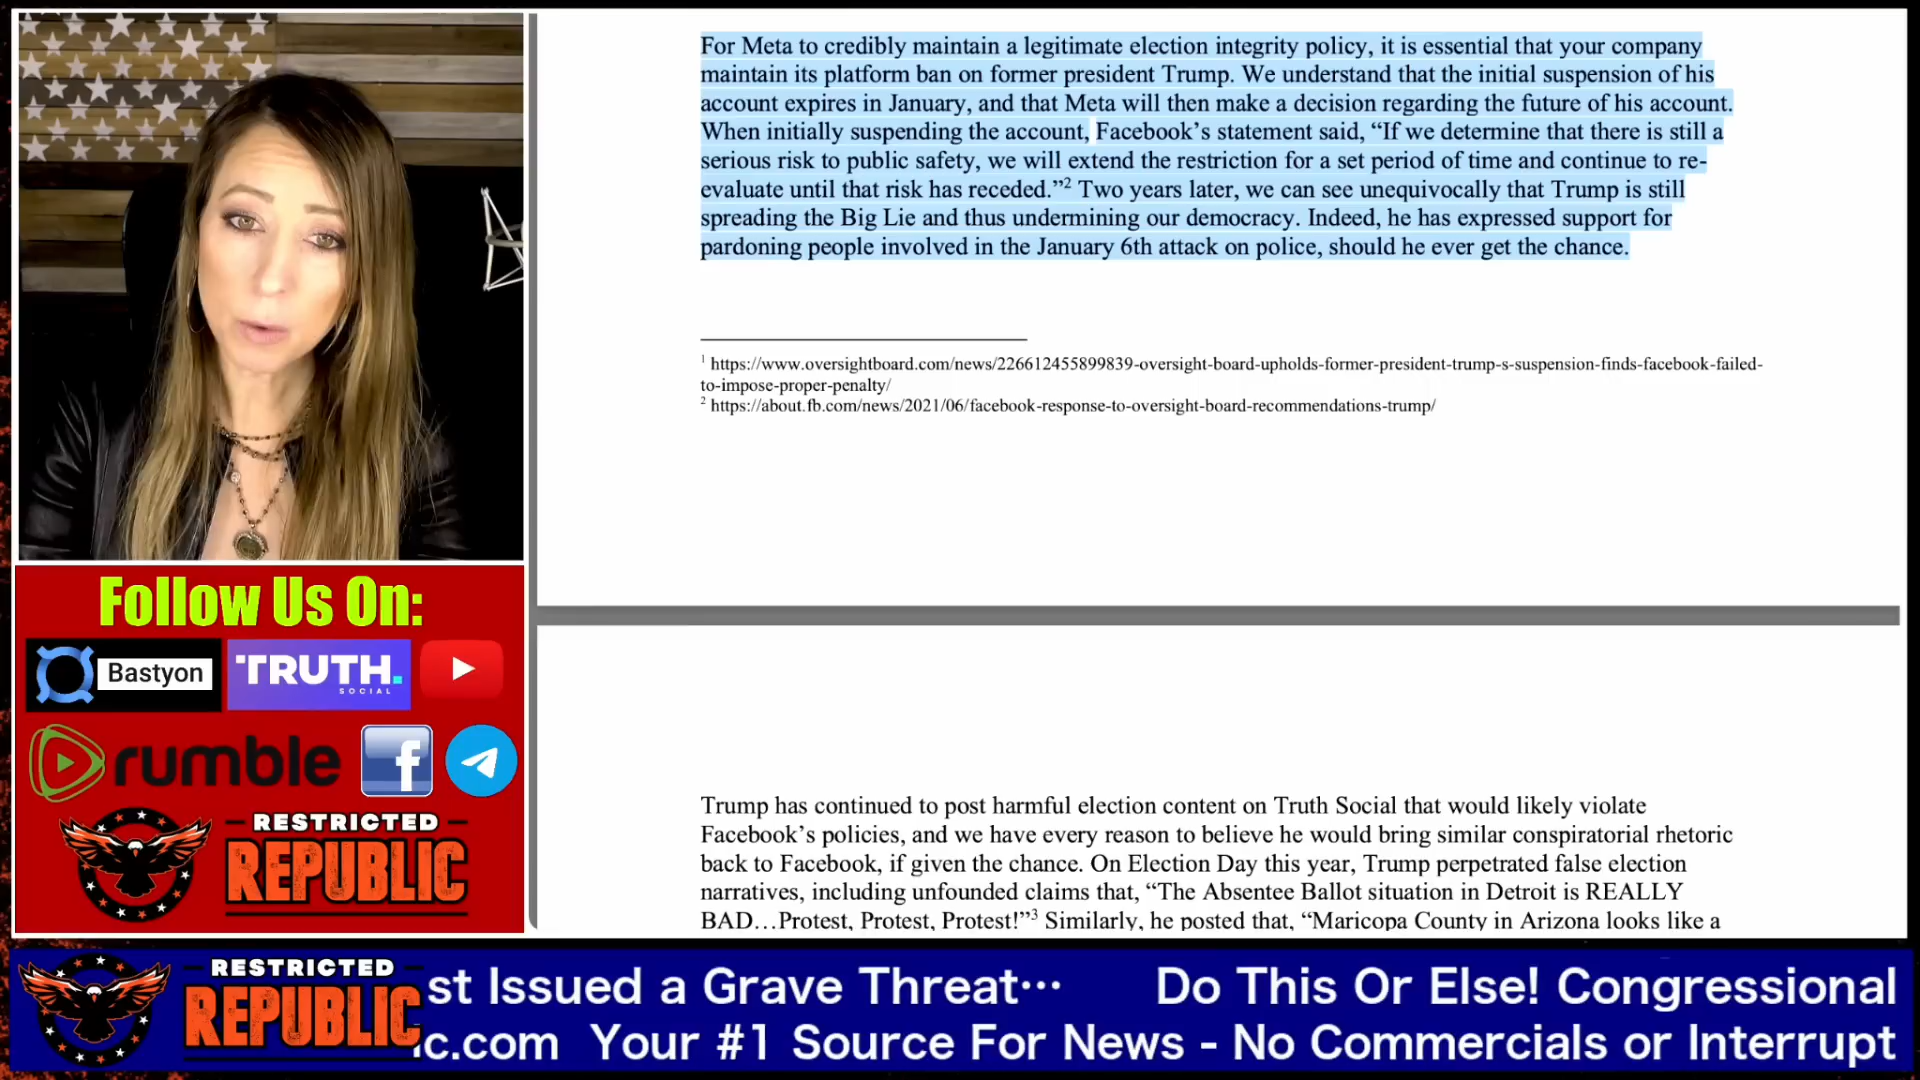 For Meta to credibly maintain a legitimate election integrity policy, it is essential that your company
maintain its platform ban on former president Trump. We understand that the initial suspension of his
account expires in January, and that Meta will then make a decision regarding the future of his account.
When initially suspending the account, Facebook’s statement said, “If we determine that there is still a
serious risk to public safety, we will extend the restriction for a set period of time and continue to re-
evaluate until that risk has receded.”2 Two years later, we can see unequivocally that Trump is still
spreading the Big Lie and thus undermining our democracy. Indeed, he has expressed support for
pardoning people involved in the January 6th attack on police, should he ever get the chance.
1 https://www.oversightboard.com/news/226612455899839-oversight-board-upholds-former-president-trump-s-suspension-finds-facebook-failed-
to-impose-proper-penalty/
2 https://about.fb.com/news/2021/06/facebook-response-to-oversight-board-recommendations-trump/
Trump has continued to post harmful election content on Truth Social that would likely violate
Facebook’s policies, and we have every reason to believe he would bring similar conspiratorial rhetoric
back to Facebook, if given the chance. On Election Day this year, Trump perpetrated false election
narratives, including unfounded claims that, “The Absentee Ballot situation in Detroit is REALLY
BAD…Protest, Protest, Protest!”3 Similarly, he posted that, “Maricopa County in Arizona looks like a
Follow Us On:
Bastyon
TRUTH.
SOCIAL
rumble
f
RESTRICTED
REPUBLIC
RESTRICTED
REPUBLIC
st Issued a Grave Threat… Do This Or Else! Congressional
c.com Your #1 Source For News - No Commercials or Interrupt